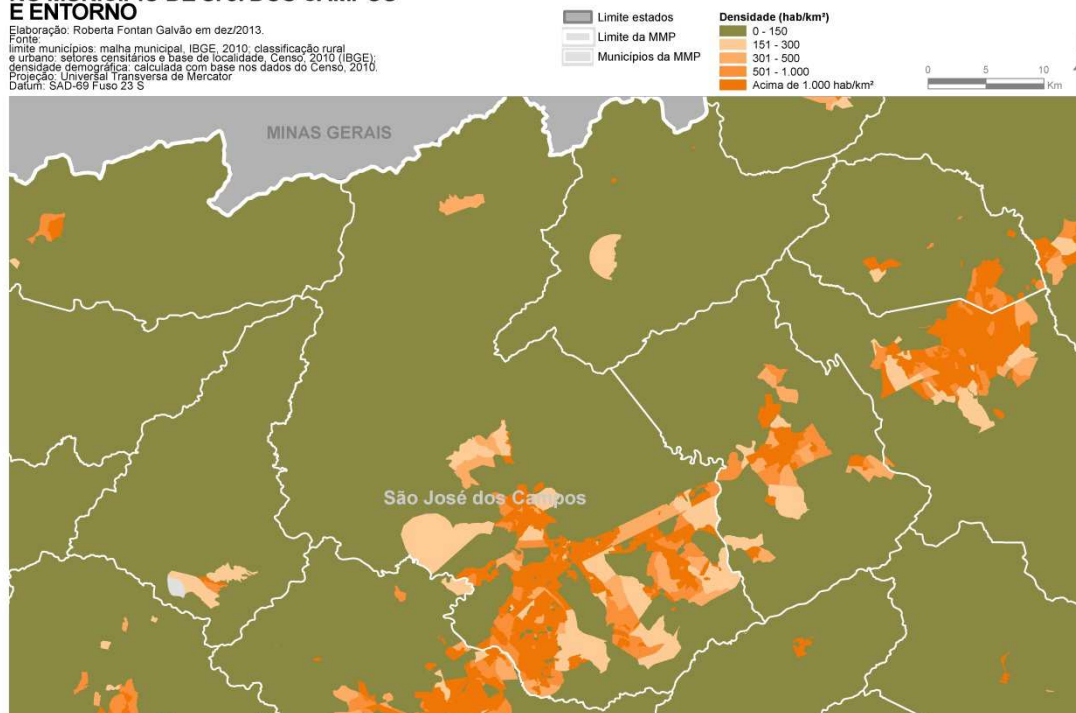 E ENTORNO
Elaboração: Roberta Fontan Galvão em dez/2013.
Fonte:
limite municípios: malha municipal, IBGE, 2010; classificação rural
e urbano: setores censitários e base de localidade, Censo, 2010 (IBGE);
densidade demográfica: calculada com base nos dados do Censo, 2010.
Projeção: Universal Transversa de Mercator
Datum: SAD-69 Fuso 23 S
Limite estados
Limite da MMP
Municípios da MMP
Densidade (hab/km²)
0 - 150
151 - 300
301 - 500
501 - 1.000
Acima de 1.000 hab/km²
0 5 10
Km
MINAS GERAIS
São José dos Campos